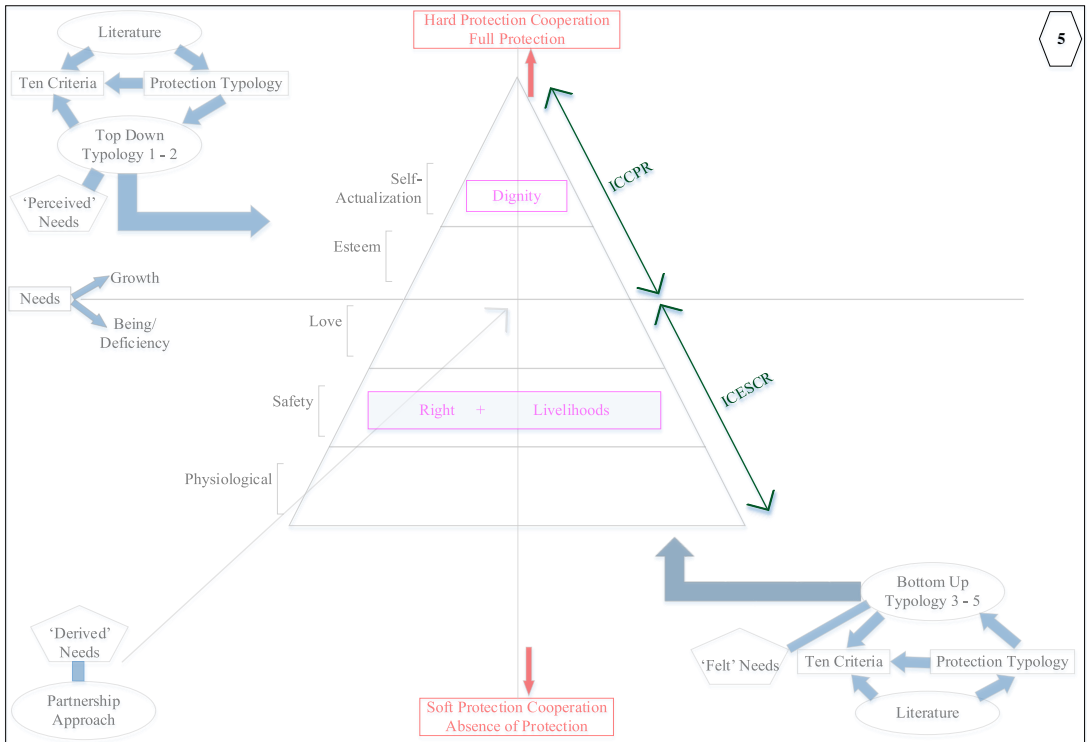 Hard Protection Cooperation
Full Protection
5
Literature
Ten Criteria
Protection Typology
Top Down
Typology 1 - 2
‘Perceived’
Needs
Self-
Actualization
Dignity
ICCPR
Esteem
Needs
Growth
Being/
Deficiency
Love
ICESCR
Safety
Right + Livelihoods
Physiological
Bottom Up
Typology 3 - 5
‘Derived’
Needs
‘Felt’ Needs
Ten Criteria
Protection Typology
Partnership
Approach
Soft Protection Cooperation
Absence of Protection
Literature